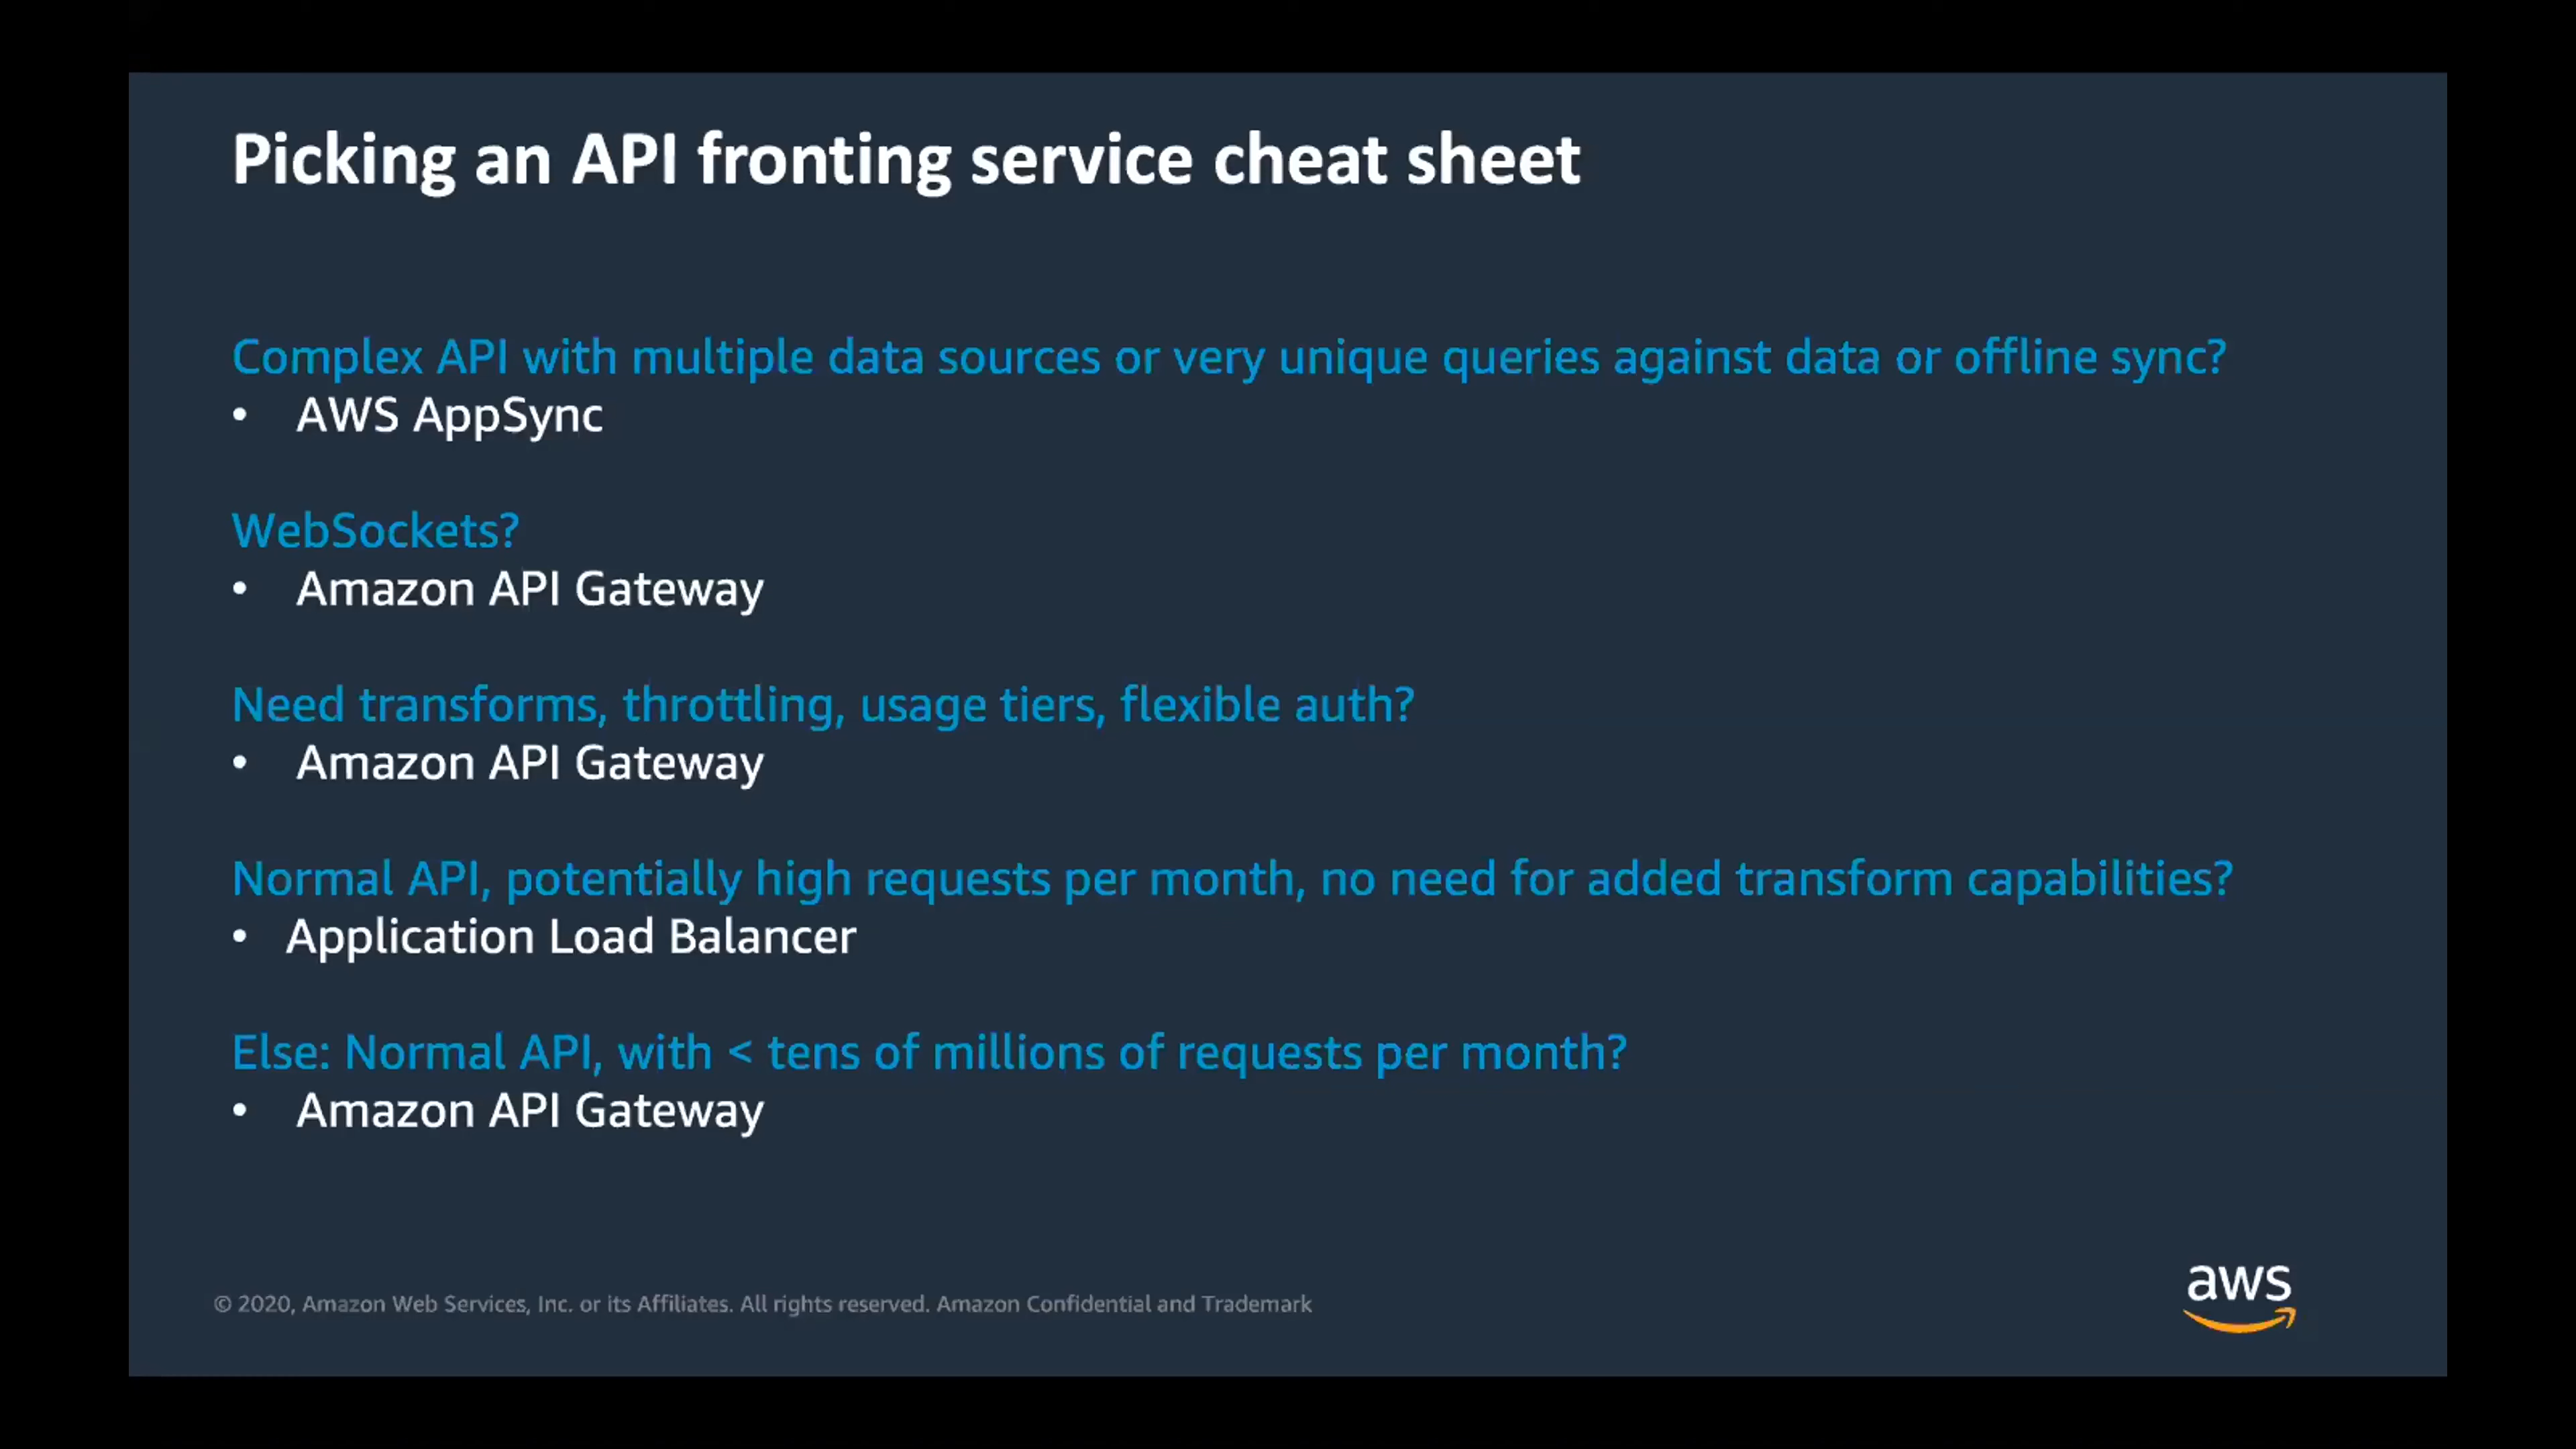 Picking an API fronting service cheat sheet
Complex API with multiple data sources or very unique queries against data or offline sync?
• AWS AppSync
WebSockets?
• Amazon API Gateway
Need transforms, throttling, usage tiers, flexible auth?
• Amazon API Gateway
Normal API, potentially high requests per month, no need for added transform capabilities?
• Application Load Balancer
Else: Normal API, with < tens of millions of requests per month?
• Amazon API Gateway
© 2020, Amazon Web Services, Inc. or its Affiliates. All rights reserved. Amazon Confidential and Trademark
aws